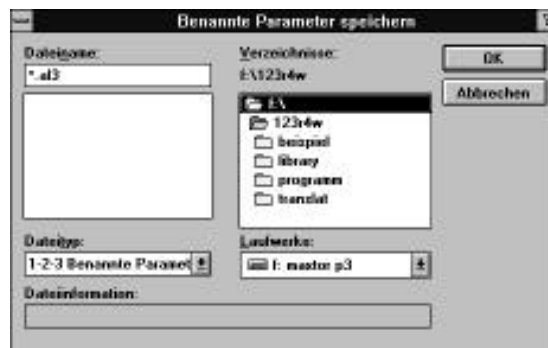 Benannte Parameter speichern
Dateiname:
*.al3
Verzeichnisse:
f:\123r4w
f:\
123r4w
beispiel
library
programm
translat
OK
Abbrechen
Dateityp:
1-2-3 Benannte Paramet
Laufwerke:
f: maxtor p3
Dateiinformation: